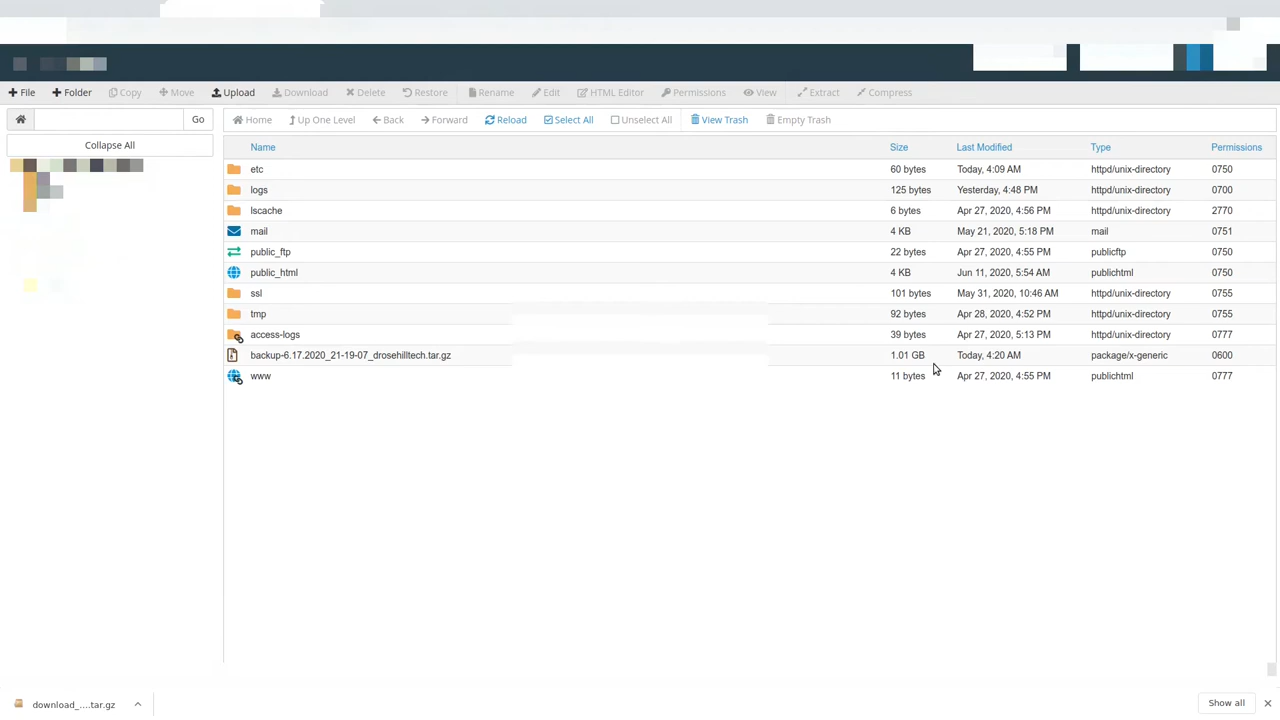 File Folder Copy Move Upload Download Delete Restore Rename Edit HTML Editor Permissions View Extract Compress
Go Home Up One Level Back Forward Reload Select All Unselect All View Trash Empty Trash
Collapse All
Name Size Last Modified Type Permissions
etc 60 bytes Today, 4:09 AM httpd/unix-directory 0750
logs 125 bytes Yesterday, 4:48 PM httpd/unix-directory 0700
lscache 6 bytes Apr 27, 2020, 4:56 PM httpd/unix-directory 2770
mail 4 KB May 21, 2020, 5:18 PM mail 0751
public_ftp 22 bytes Apr 27, 2020, 4:55 PM publicftp 0750
public_html 4 KB Jun 11, 2020, 5:54 AM publichtml 0750
ssl 101 bytes May 31, 2020, 10:46 AM httpd/unix-directory 0755
tmp 92 bytes Apr 28, 2020, 4:52 PM httpd/unix-directory 0755
access-logs 39 bytes Apr 27, 2020, 5:13 PM httpd/unix-directory 0777
backup-6.17.2020_21-19-07_drosehilltech.tar.gz 1.01 GB Today, 4:20 AM package/x-generic 0600
www 11 bytes Apr 27, 2020, 4:55 PM publichtml 0777
download_....tar.gz Show all